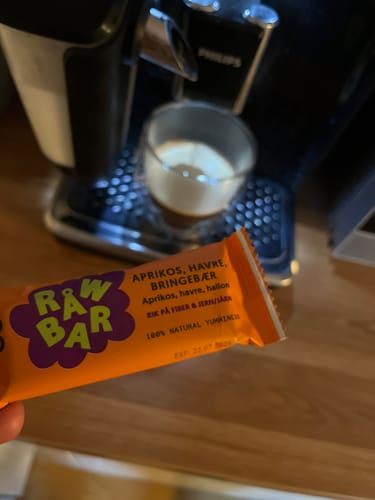 PHILIPS
RÅW
BAR
APRIKOS, HAVRE,
BRINGEBÆR
Aprikos, havre, hallon
RIK PÅ FIBER & JERN/JÄRN
100% NATURAL YUMMINESS